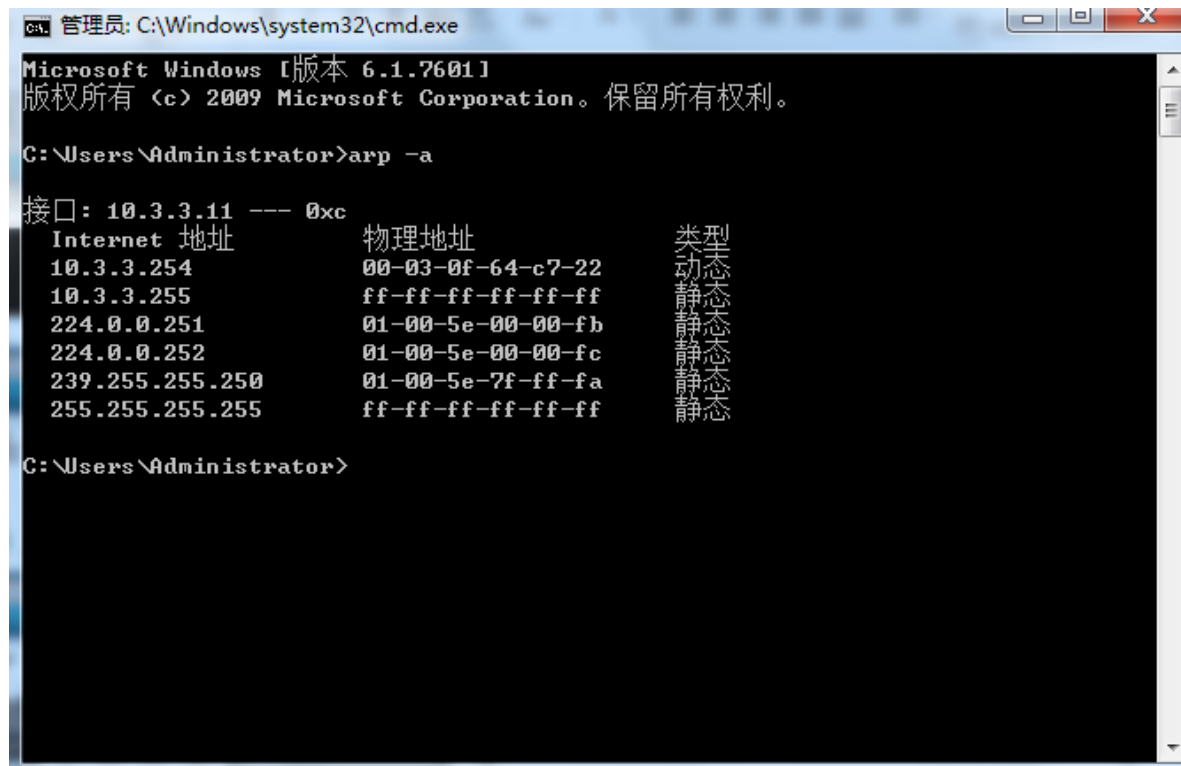 管理员: C:\Windows\system32\cmd.exe
Microsoft Windows [版本 6.1.7601]
版权所有 (c) 2009 Microsoft Corporation。保留所有权利。
C:\Users\Administrator>arp -a
接口: 10.3.3.11 --- 0xc
Internet 地址 物理地址 类型
10.3.3.254 00-03-0f-64-c7-22 动态
10.3.3.255 ff-ff-ff-ff-ff-ff 静态
224.0.0.251 01-00-5e-00-00-fb 静态
224.0.0.252 01-00-5e-00-00-fc 静态
239.255.255.250 01-00-5e-7f-ff-fa 静态
255.255.255.255 ff-ff-ff-ff-ff-ff 静态
C:\Users\Administrator>